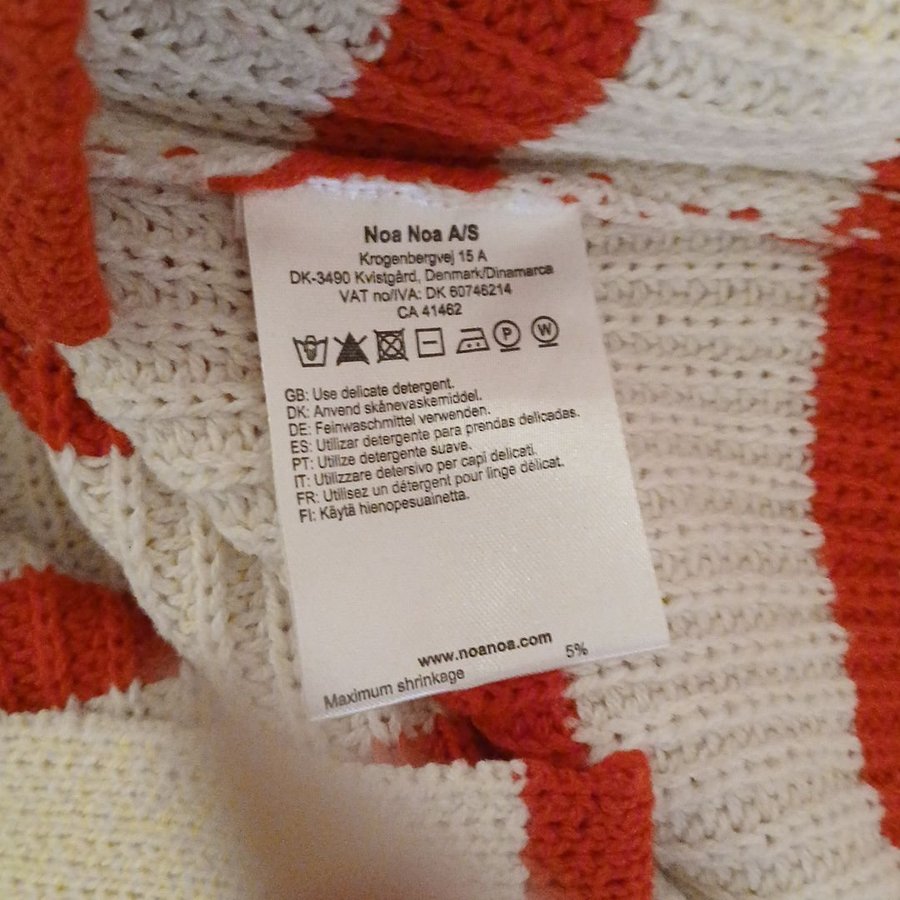 Noa Noa A/S
Krogenbergvej 15 A
DK-3490 Kvistgård, Denmark/Dinamarca
VAT no/IVA: DK 60746214
CA 41462
P W
GB: Use delicate detergent.
DK: Anvend skånevaskemiddel.
DE: Feinwaschmittel verwenden.
ES: Utilizar detergente para prendas delicadas.
PT: Utilize detergente suave.
IT: Utilizzare detersivo per capi delicati.
FR: Utilisez un détergent pour linge délicat.
FI: Käytä hienopesuainetta.
www.noanoa.com
Maximum shrinkage 5%